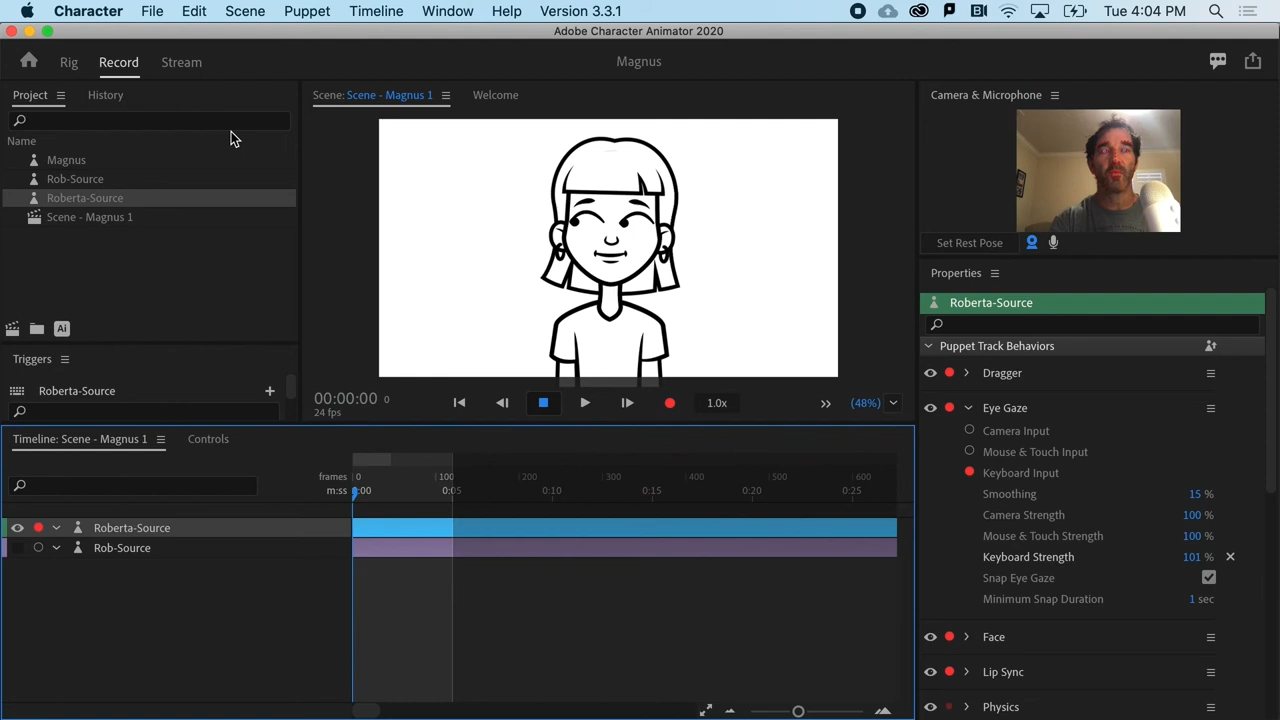 Character File Edit Scene Puppet Timeline Window Help Version 3.3.1 Tue 4:04 PM
Adobe Character Animator 2020
Rig Record Stream Magnus
Project History
Name
Magnus
Rob-Source
Roberta-Source
Scene - Magnus 1
Ai
Triggers
Roberta-Source
Scene: Scene - Magnus 1 Welcome
00:00:00 0
24 fps
1.0x
(48%)
Camera & Microphone
Set Rest Pose
Properties
Roberta-Source
Puppet Track Behaviors
Dragger
Eye Gaze
Camera Input
Mouse & Touch Input
Keyboard Input
Smoothing 15 %
Camera Strength 100 %
Mouse & Touch Strength 100 %
Keyboard Strength 101 %
Snap Eye Gaze
Minimum Snap Duration 1 sec
Face
Lip Sync
Physics
Timeline: Scene - Magnus 1 Controls
frames 0 100 200 300 400 500 600
m:ss :00 0:05 0:10 0:15 0:20 0:25
Roberta-Source
Rob-Source